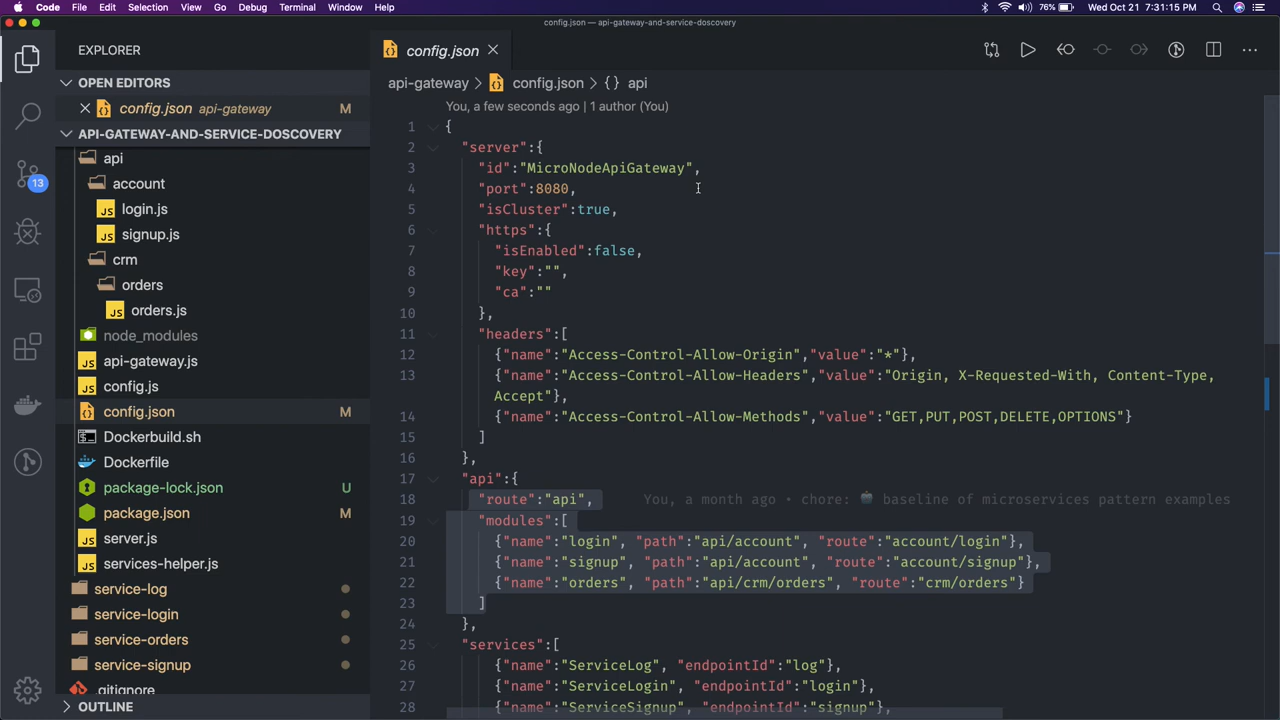 Code File Edit Selection View Go Debug Terminal Window Help 76% Wed Oct 21 7:31:15 PM
config.json — api-gateway-and-service-doscovery
EXPLORER
OPEN EDITORS
config.json api-gateway M
API-GATEWAY-AND-SERVICE-DOSCOVERY
api
account
JS login.js
JS signup.js
crm
orders
JS orders.js
node_modules
JS api-gateway.js
JS config.js
config.json M
Dockerbuild.sh
Dockerfile
package-lock.json U
package.json M
JS server.js
JS services-helper.js
service-log
service-login
service-orders
service-signup
.gitignore
OUTLINE
13
config.json
api-gateway > config.json > {} api
You, a few seconds ago | 1 author (You)
1 {
2 "server":{
3 "id":"MicroNodeApiGateway",
4 "port":8080,
5 "isCluster":true,
6 "https":{
7 "isEnabled":false,
8 "key":"",
9 "ca":""
10 },
11 "headers":[
12 {"name":"Access-Control-Allow-Origin","value":"*"},
13 {"name":"Access-Control-Allow-Headers","value":"Origin, X-Requested-With, Content-Type,
Accept"},
14 {"name":"Access-Control-Allow-Methods","value":"GET,PUT,POST,DELETE,OPTIONS"}
15 ]
16 },
17 "api":{
18 "route":"api", You, a month ago • chore: baseline of microservices pattern examples
19 "modules":[
20 {"name":"login", "path":"api/account", "route":"account/login"},
21 {"name":"signup", "path":"api/account", "route":"account/signup"},
22 {"name":"orders", "path":"api/crm/orders", "route":"crm/orders"}
23 ]
24 },
25 "services":[
26 {"name":"ServiceLog", "endpointId":"log"},
27 {"name":"ServiceLogin", "endpointId":"login"},
28 {"name":"ServiceSignup", "endpointId":"signup"},